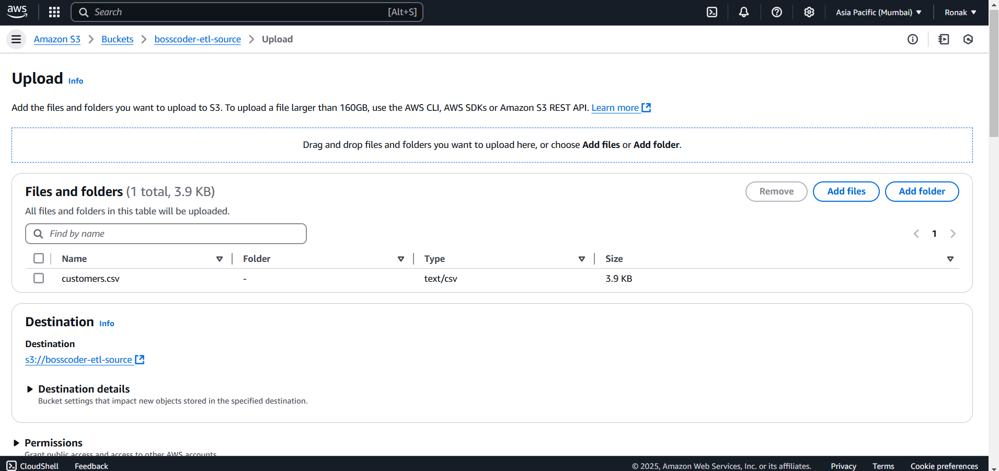 aws Search [Alt+S] Asia Pacific (Mumbai) Ronak
Amazon S3 Buckets bosscoder-etl-source Upload
Upload Info
Add the files and folders you want to upload to S3. To upload a file larger than 160GB, use the AWS CLI, AWS SDKs or Amazon S3 REST API. Learn more
Drag and drop files and folders you want to upload here, or choose Add files or Add folder.
Files and folders (1 total, 3.9 KB) Remove Add files Add folder
All files and folders in this table will be uploaded.
Find by name 1
Name Folder Type Size
customers.csv - text/csv 3.9 KB
Destination Info
Destination
s3://bosscoder-etl-source
Destination details
Bucket settings that impact new objects stored in the specified destination.
Permissions
Grant public access and access to other AWS accounts.
CloudShell Feedback © 2025, Amazon Web Services, Inc. or its affiliates. Privacy Terms Cookie preferences